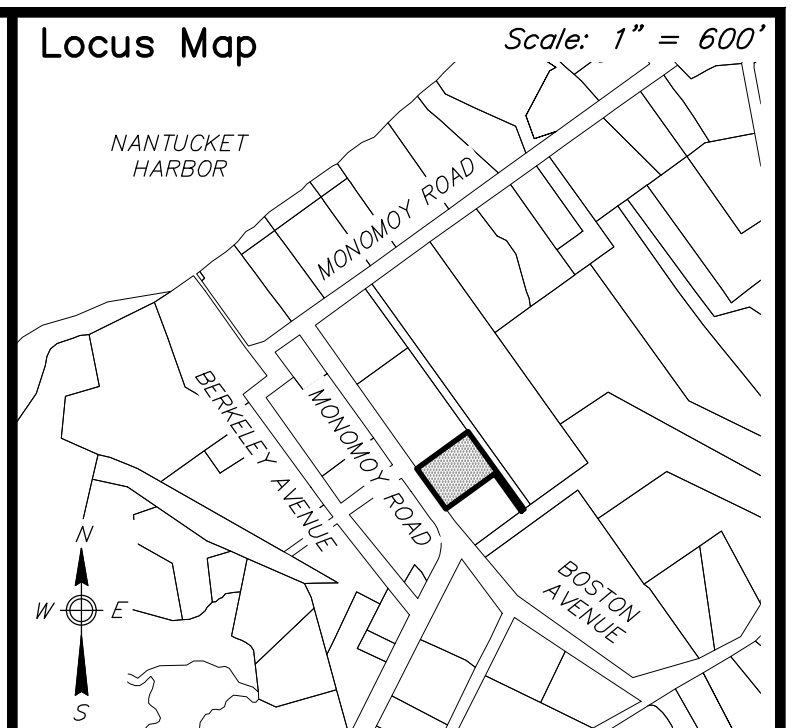 Locus Map
Scale: 1" = 600'
NANTUCKET
HARBOR
MONOMOY ROAD
BERKELEY AVENUE
MONOMOY ROAD
BOSTON
AVENUE
N
W E
S